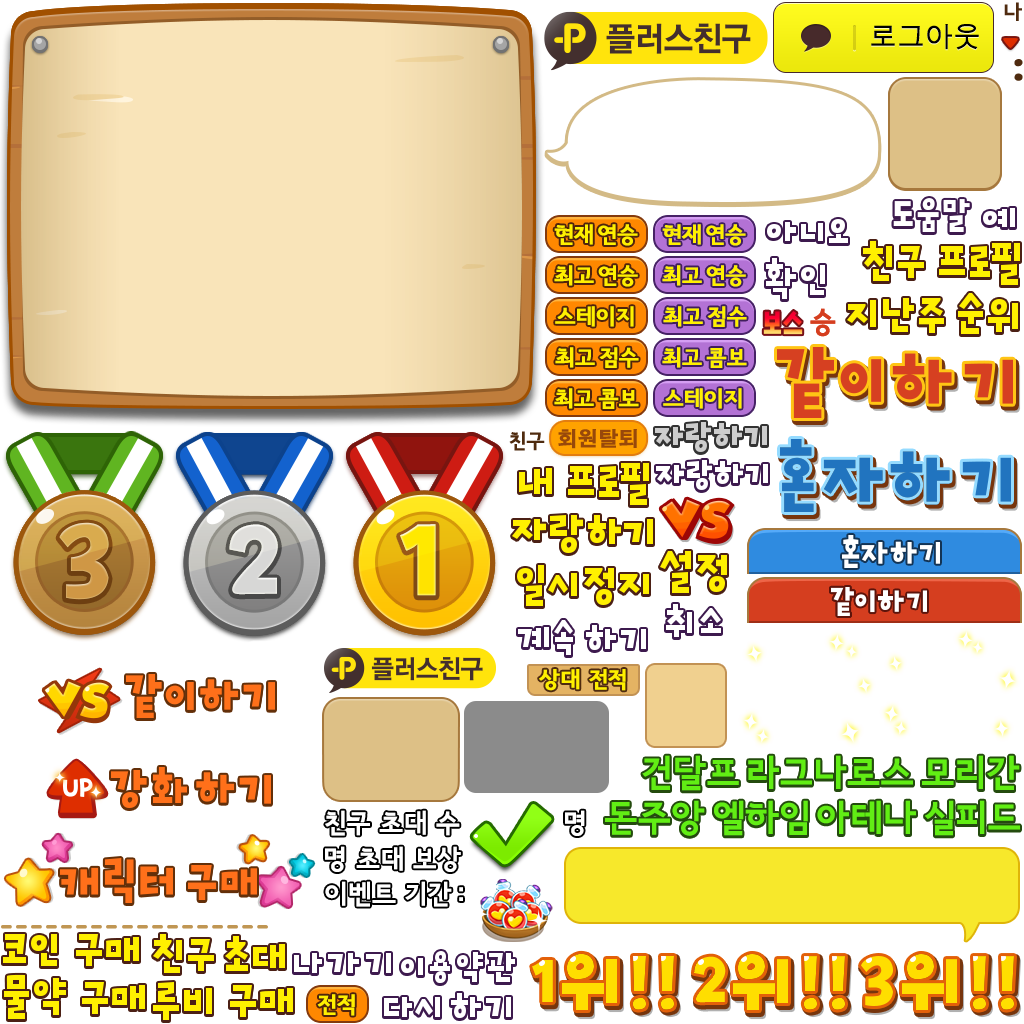 플러스친구
로그아웃
나
:
도움말 예
현재 연승 현재 연승 아니오
친구 프로필
최고 연승 최고 연승 확인
스테이지 최고 점수 보스 승 지난주 순위
최고 점수 최고 콤보 같이하기
최고 콤보 스테이지
친구 회원탈퇴 자랑하기
내 프로필 자랑하기 혼자하기
자랑하기 VS
일시정지 설정 혼자하기
계속 하기 취소 같이하기
3 2 1
플러스친구
상대 전적
VS 같이하기
UP 강화 하기
건달프 라그나로스 모리간
돈주앙 엘하임 아테나 실피드
친구 초대 수 명
명 초대 보상
이벤트 기간 :
캐릭터 구매
코인 구매 친구 초대 나가기 이용약관
물약 구매 루비 구매 전적 다시 하기
1위!! 2위!! 3위!!